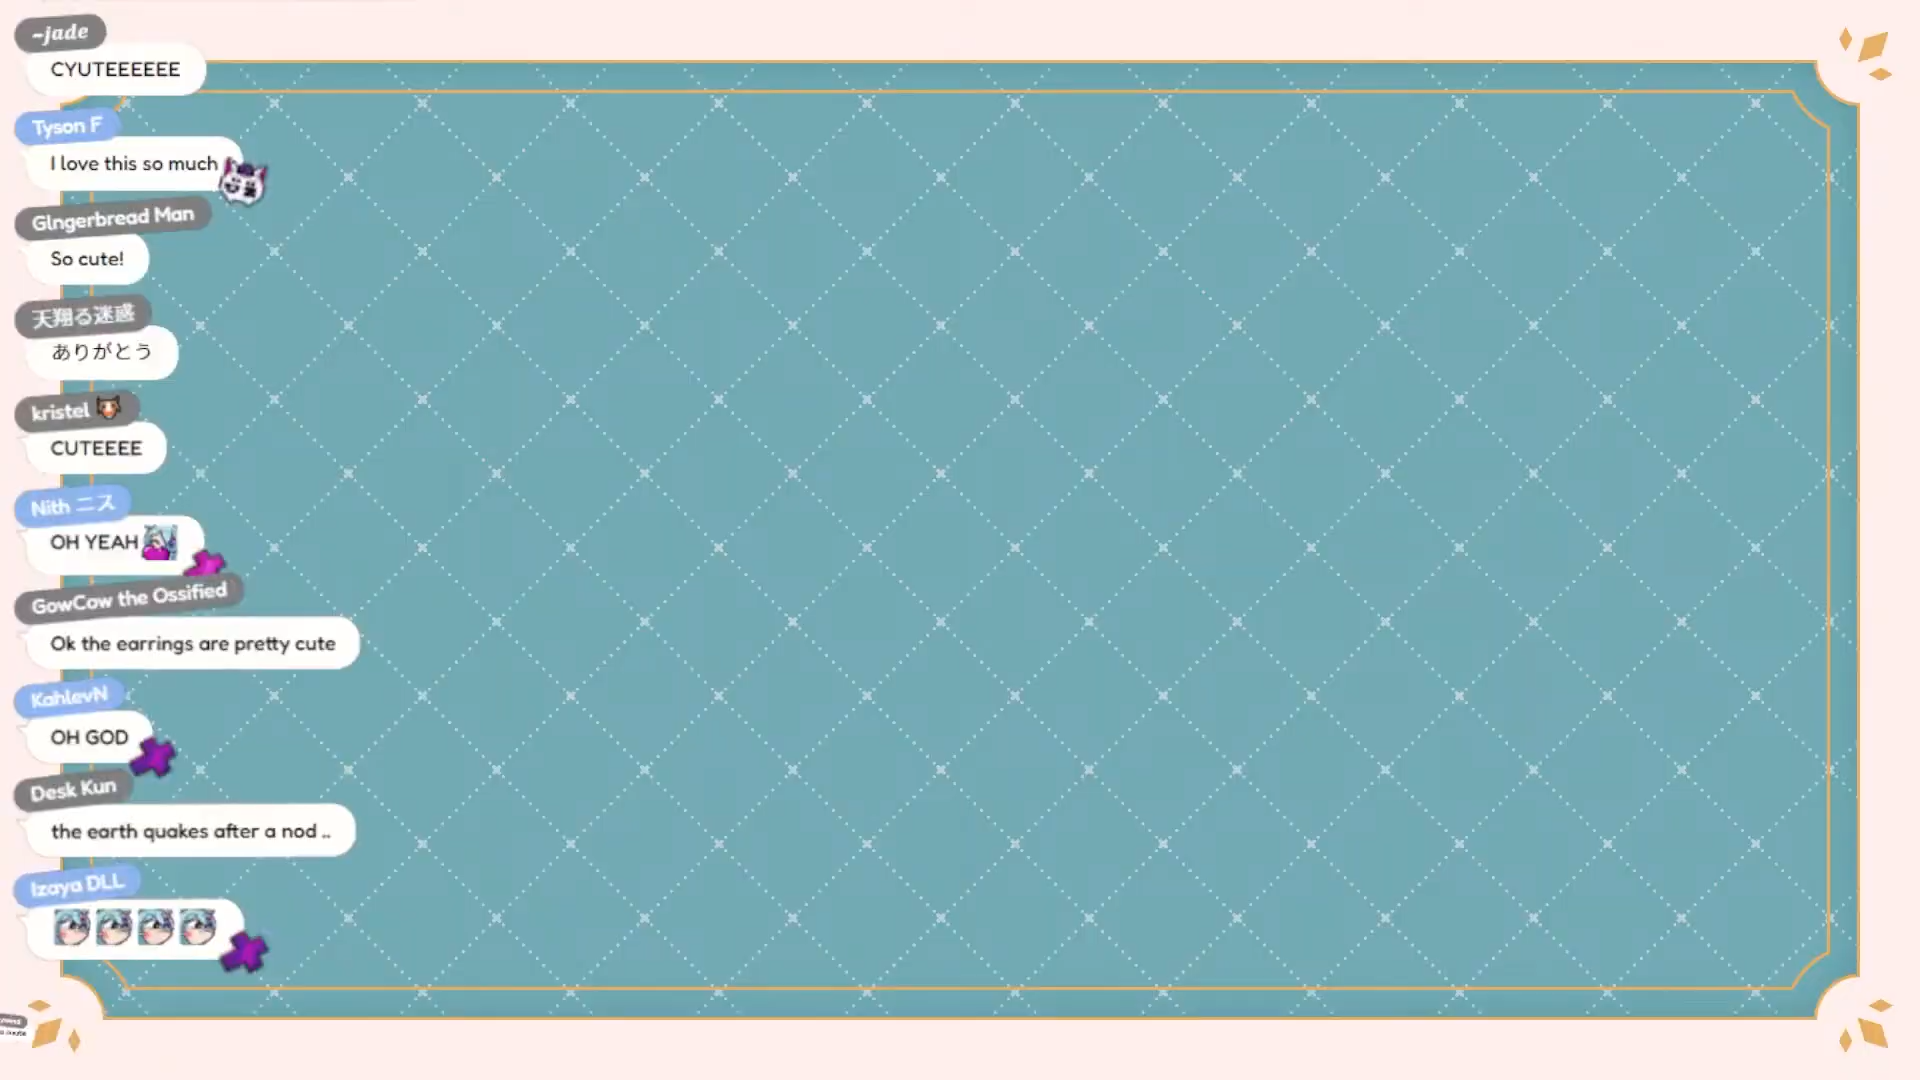 ~jade
CYUTEEEEEE
Tyson F
I love this so much
GIngerbread Man
So cute!
天翔る迷惑
ありがとう
kristel
CUTEEEE
Nith ニス
OH YEAH
GowCow the Ossified
Ok the earrings are pretty cute
KahlevN
OH GOD
Desk Kun
the earth quakes after a nod ..
Izaya DLL